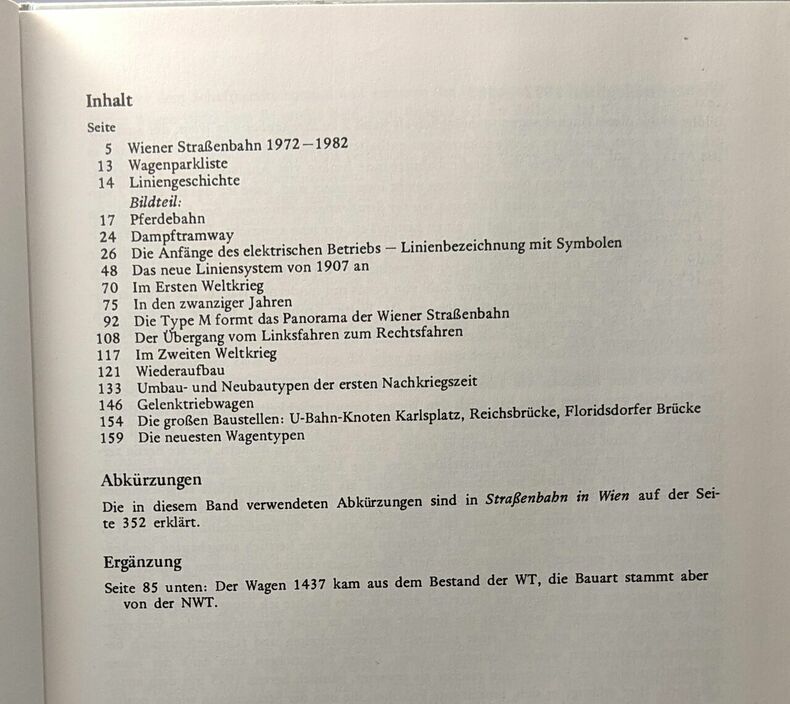 Inhalt
Seite
5 Wiener Straßenbahn 1972–1982
13 Wagenparkliste
14 Liniengeschichte
Bildteil:
17 Pferdebahn
24 Dampftramway
26 Die Anfänge des elektrischen Betriebs – Linienbezeichnung mit Symbolen
48 Das neue Liniensystem von 1907 an
70 Im Ersten Weltkrieg
75 In den zwanziger Jahren
92 Die Type M formt das Panorama der Wiener Straßenbahn
108 Der Übergang vom Linksfahren zum Rechtsfahren
117 Im Zweiten Weltkrieg
121 Wiederaufbau
133 Umbau- und Neubautypen der ersten Nachkriegszeit
146 Gelenktriebwagen
154 Die großen Baustellen: U-Bahn-Knoten Karlsplatz, Reichsbrücke, Floridsdorfer Brücke
159 Die neuesten Wagentypen
Abkürzungen
Die in diesem Band verwendeten Abkürzungen sind in Straßenbahn in Wien auf der Sei-
te 352 erklärt.
Ergänzung
Seite 85 unten: Der Wagen 1437 kam aus dem Bestand der WT, die Bauart stammt aber
von der NWT.